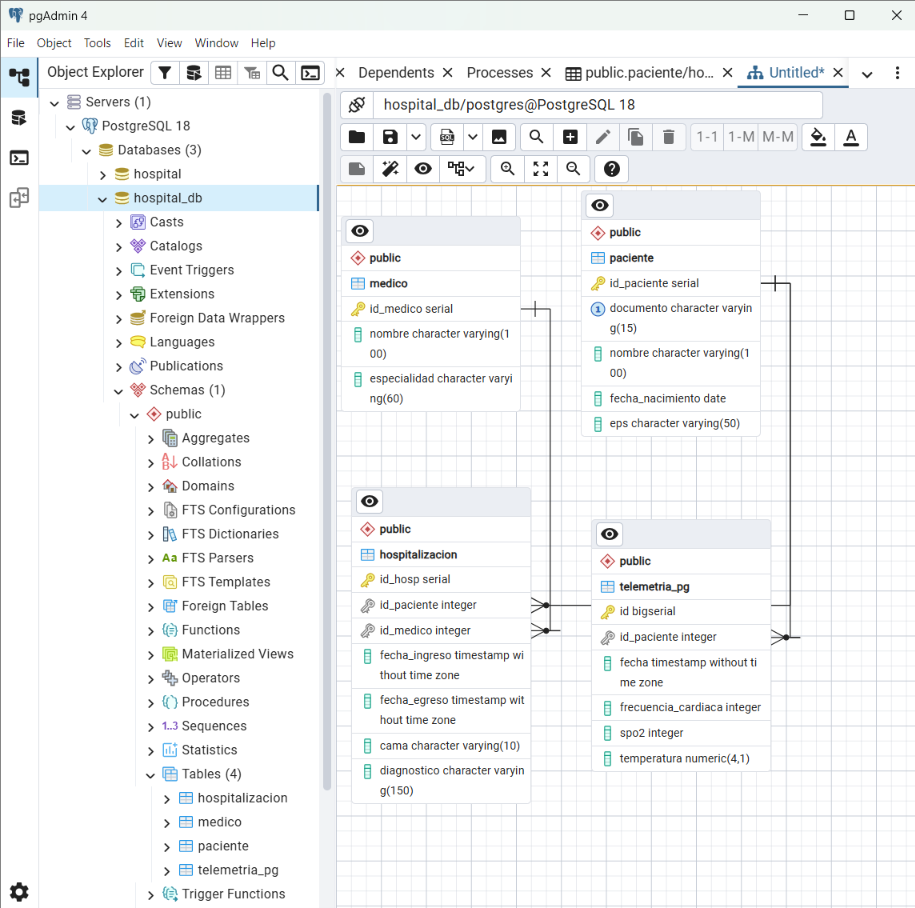 pgAdmin 4
File Object Tools Edit View Window Help
Object Explorer
Dependents
Processes
public.paciente/ho...
Untitled*
hospital_db/postgres@PostgreSQL 18
SQL
1-1 1-M M-M
A
Servers (1)
PostgreSQL 18
Databases (3)
hospital
hospital_db
Casts
Catalogs
Event Triggers
Extensions
Foreign Data Wrappers
Languages
Publications
Schemas (1)
public
Aggregates
Collations
Domains
FTS Configurations
FTS Dictionaries
Aa FTS Parsers
FTS Templates
Foreign Tables
Functions
Materialized Views
Operators
Procedures
1..3 Sequences
Statistics
Tables (4)
hospitalizacion
medico
paciente
telemetria_pg
Trigger Functions
public
medico
id_medico serial
nombre character varying(1
00)
especialidad character varyi
ng(60)
public
paciente
id_paciente serial
1 documento character varyin
g(15)
nombre character varying(1
00)
fecha_nacimiento date
eps character varying(50)
public
hospitalizacion
id_hosp serial
id_paciente integer
id_medico integer
fecha_ingreso timestamp wi
thout time zone
fecha_egreso timestamp wit
hout time zone
cama character varying(10)
diagnostico character varyin
g(150)
public
telemetria_pg
id bigserial
id_paciente integer
fecha timestamp without ti
me zone
frecuencia_cardiaca integer
spo2 integer
temperatura numeric(4,1)